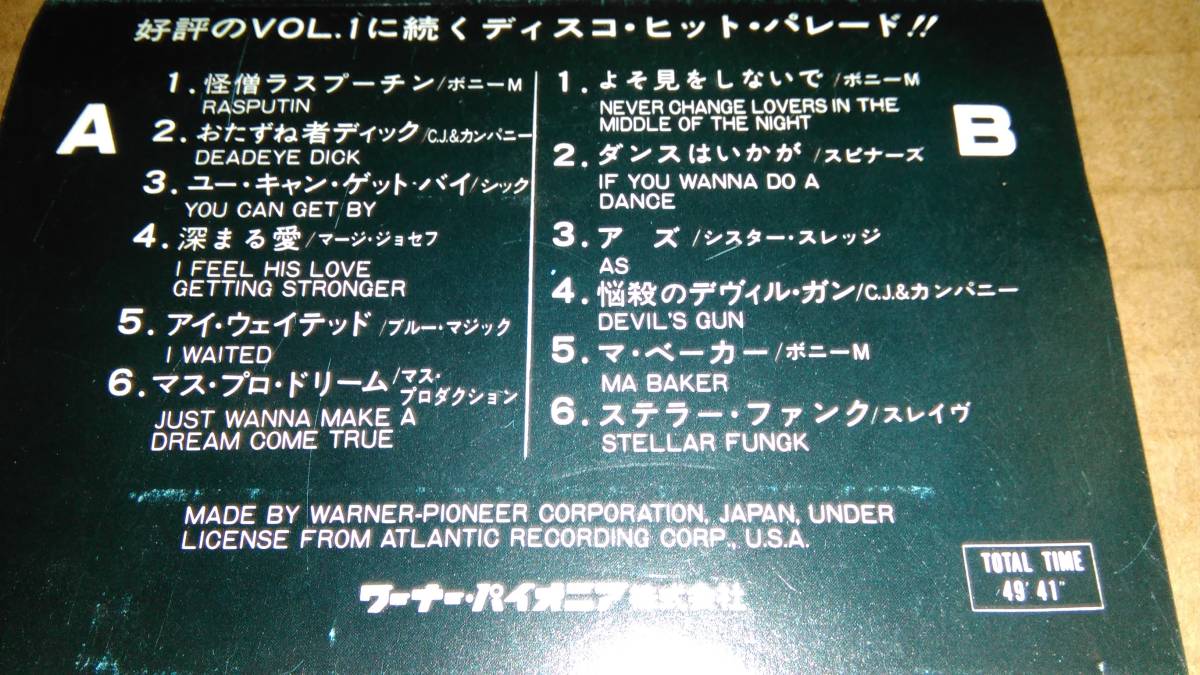 好評のVOL.1に続くディスコ・ヒット・パレード!!
A
1. 怪僧ラスプーチン/ボニーM
RASPUTIN
2. おたずね者ディック/C.J.&カンパニー
DEADEYE DICK
3. ユー・キャン・ゲット・バイ/シック
YOU CAN GET BY
4. 深まる愛/マージ・ジョセフ
I FEEL HIS LOVE
GETTING STRONGER
5. アイ・ウェイテッド/ブルー・マジック
I WAITED
6. マス・プロ・ドリーム/マス・
プロダクション
JUST WANNA MAKE A
DREAM COME TRUE
B
1. よそ見をしないで/ボニーM
NEVER CHANGE LOVERS IN THE
MIDDLE OF THE NIGHT
2. ダンスはいかが/スピナーズ
IF YOU WANNA DO A
DANCE
3. アズ/シスター・スレッジ
AS
4. 悩殺のデヴィル・ガン/C.J.&カンパニー
DEVIL'S GUN
5. マ・ベーカー/ボニーM
MA BAKER
6. ステラー・ファンク/スレイヴ
STELLAR FUNGK
MADE BY WARNER-PIONEER CORPORATION, JAPAN, UNDER
LICENSE FROM ATLANTIC RECORDING CORP., U.S.A.
ワーナー・パイオニア株式会社
TOTAL TIME
49' 41"